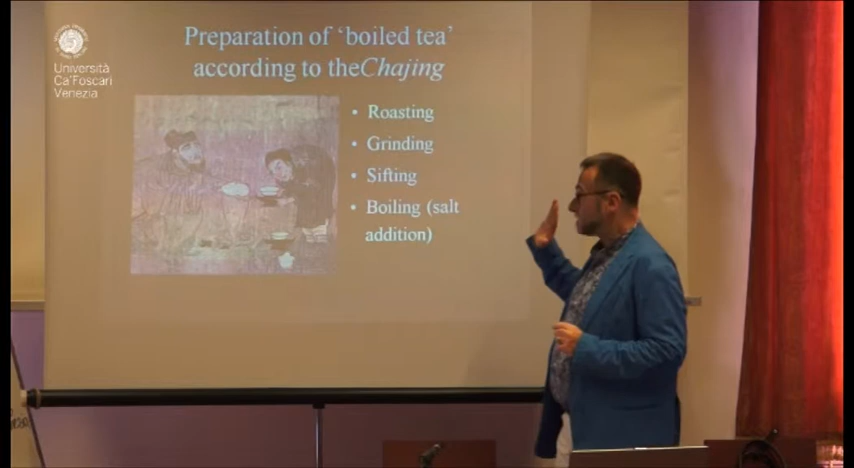 Università
Ca'Foscari
Venezia
Preparation of 'boiled tea'
according to theChajing
• Roasting
• Grinding
• Sifting
• Boiling (salt
addition)